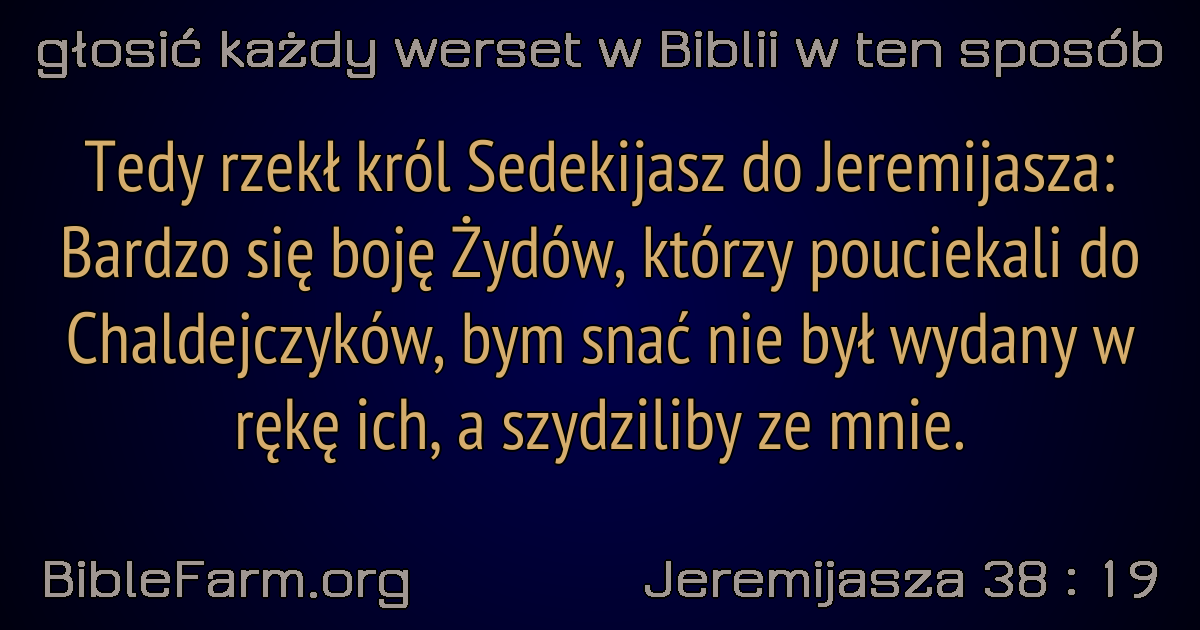 głosić każdy werset w Biblii w ten sposób
Tedy rzekł król Sedekijasz do Jeremijasza:
Bardzo się boję Żydów, którzy pouciekali do
Chaldejczyków, bym snać nie był wydany w
rękę ich, a szydziliby ze mnie.
BibleFarm.org
Jeremijasza 38 : 19